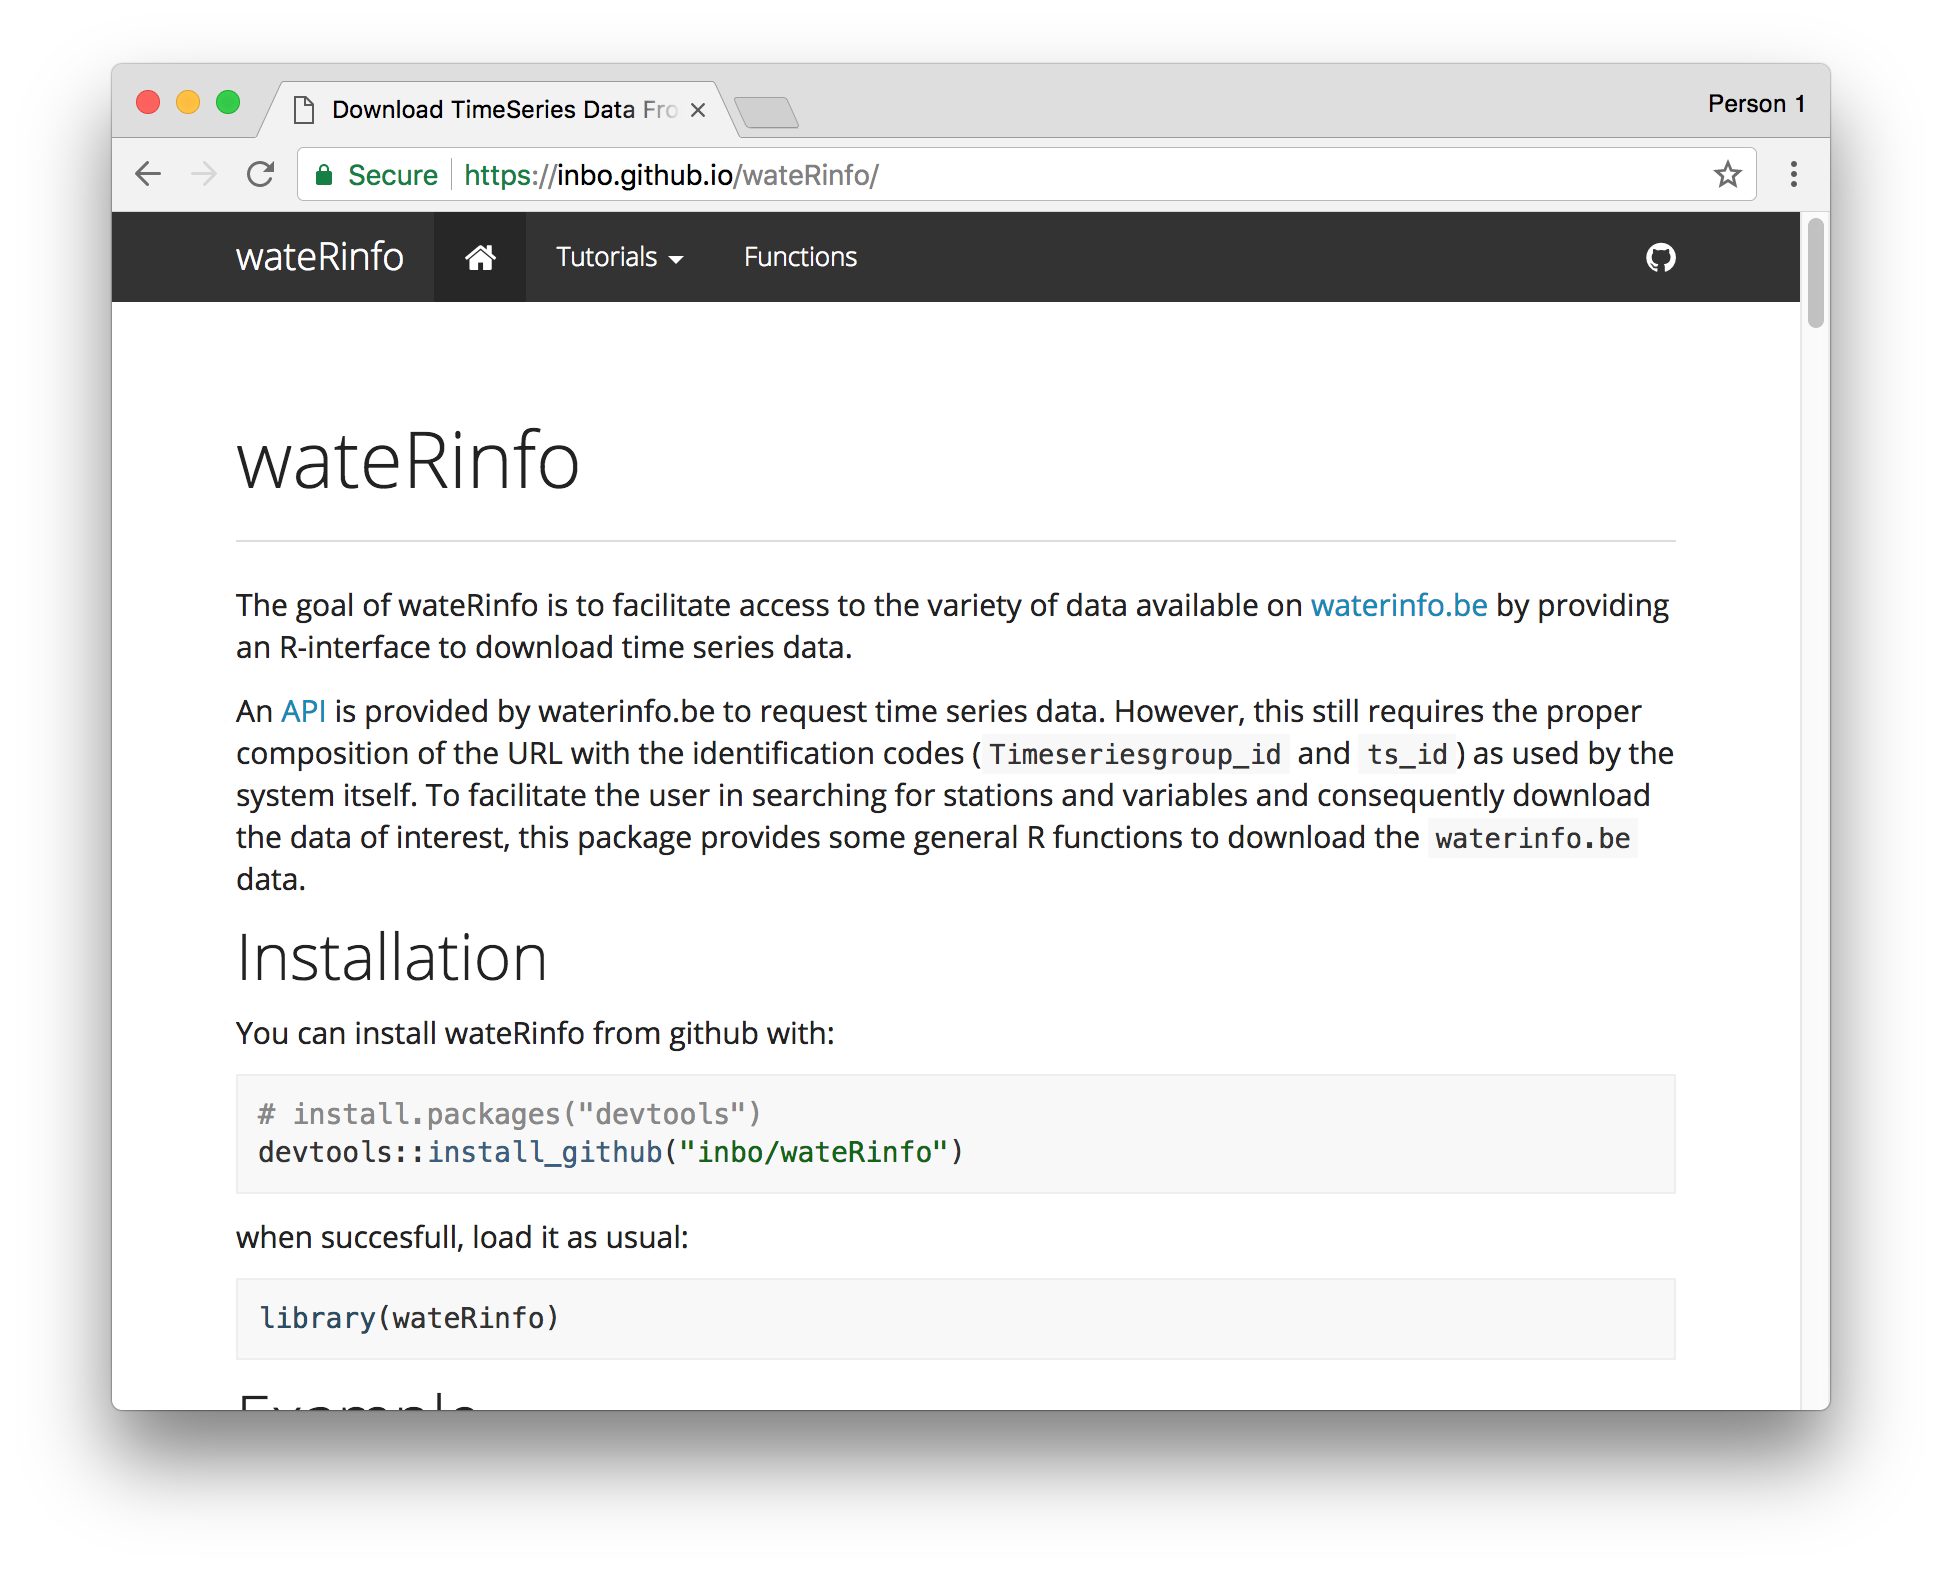 Download TimeSeries Data Fro
Person 1
Secure https://inbo.github.io/wateRinfo/
wateRinfo Tutorials Functions
wateRinfo
The goal of wateRinfo is to facilitate access to the variety of data available on waterinfo.be by providing
an R-interface to download time series data.
An API is provided by waterinfo.be to request time series data. However, this still requires the proper
composition of the URL with the identification codes (Timeseriesgroup_id and ts_id) as used by the
system itself. To facilitate the user in searching for stations and variables and consequently download
the data of interest, this package provides some general R functions to download the waterinfo.be
data.
Installation
You can install wateRinfo from github with:
# install.packages("devtools")
devtools::install_github("inbo/wateRinfo")
when succesfull, load it as usual:
library(wateRinfo)
Example